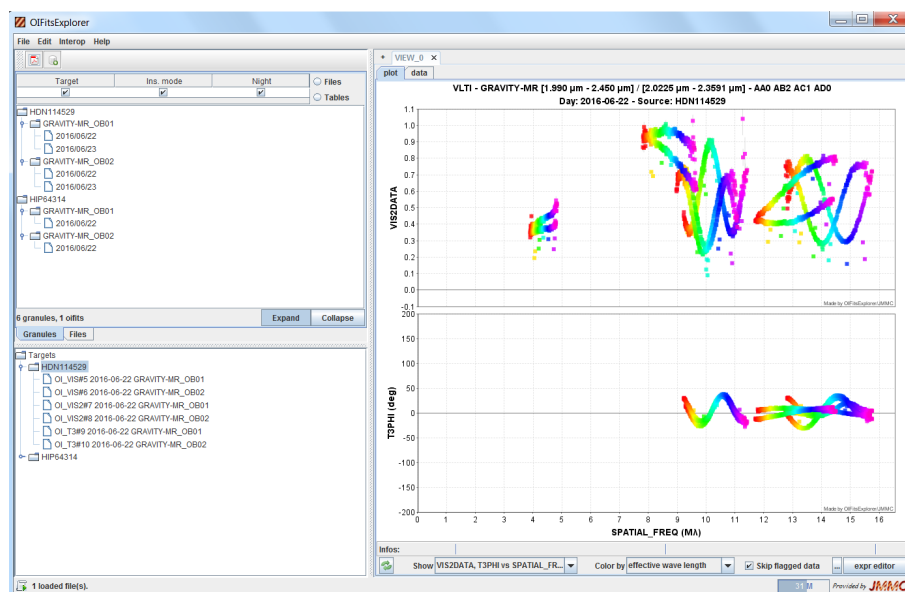 OIFitsExplorer
File Edit Interop Help
Target Ins. mode Night Files
Tables
HDN114529
GRAVITY-MR_OB01
2016/06/22
2016/06/23
GRAVITY-MR_OB02
2016/06/22
2016/06/23
HIP64314
GRAVITY-MR_OB01
2016/06/22
GRAVITY-MR_OB02
2016/06/22
6 granules, 1 oifits Expand Collapse
Granules Files
Targets
HDN114529
OI_VIS#5 2016-06-22 GRAVITY-MR_OB01
OI_VIS#6 2016-06-22 GRAVITY-MR_OB02
OI_VIS2#7 2016-06-22 GRAVITY-MR_OB01
OI_VIS2#8 2016-06-22 GRAVITY-MR_OB02
OI_T3#9 2016-06-22 GRAVITY-MR_OB01
OI_T3#10 2016-06-22 GRAVITY-MR_OB02
HIP64314
1 loaded file(s).
VIEW_0
plot data
VLTI - GRAVITY-MR [1.990 µm - 2.450 µm] / [2.0225 µm - 2.3591 µm] - AA0 AB2 AC1 AD0
Day: 2016-06-22 - Source: HDN114529
VIS2DATA
1.1
1.0
0.9
0.8
0.7
0.6
0.5
0.4
0.3
0.2
0.1
0.0
-0.1
Made by OIFitsExplorer/JMMC
T3PHI (deg)
200
150
100
50
0
-50
-100
-150
-200
Made by OIFitsExplorer/JMMC
0 1 2 3 4 5 6 7 8 9 10 11 12 13 14 15 16
SPATIAL_FREQ (Mλ)
Infos:
Show VIS2DATA, T3PHI vs SPATIAL_FR... Color by effective wave length Skip flagged data ... expr editor
31 M Provided by JMMC